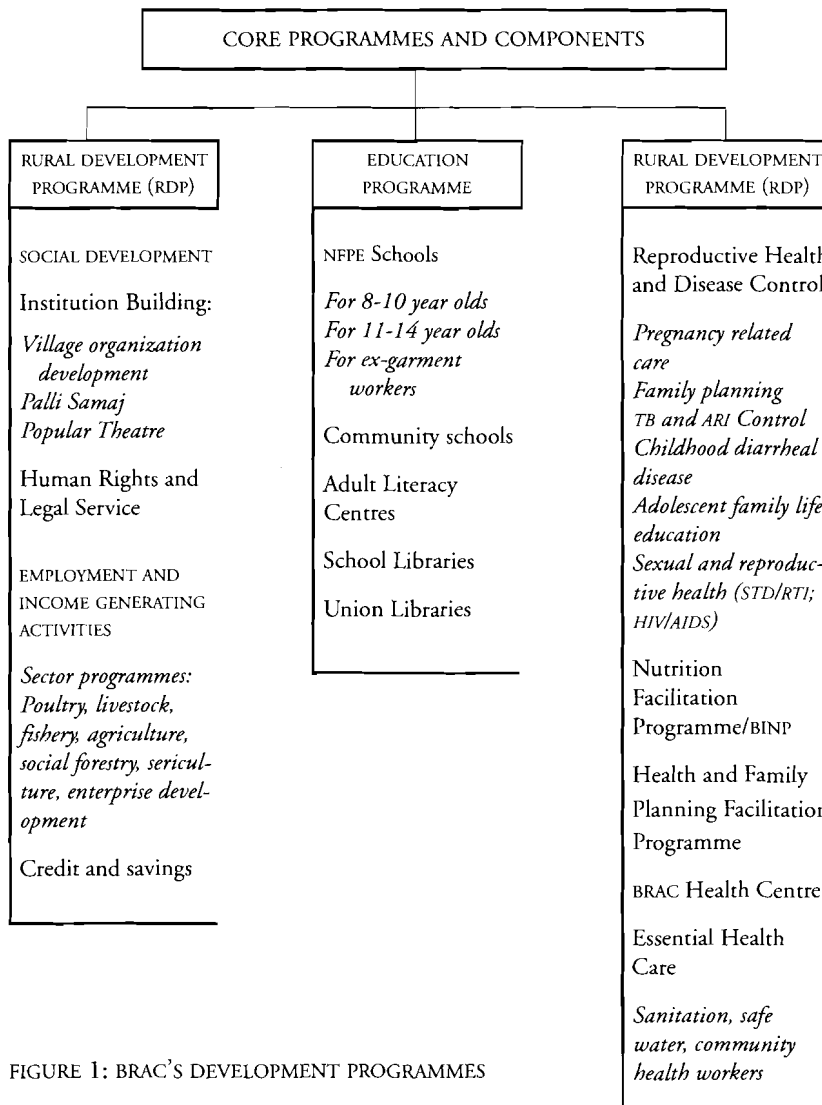 CORE PROGRAMMES AND COMPONENTS
RURAL DEVELOPMENT
PROGRAMME (RDP)
SOCIAL DEVELOPMENT
Institution Building:
Village organization
development
Palli Samaj
Popular Theatre
Human Rights and
Legal Service
EMPLOYMENT AND
INCOME GENERATING
ACTIVITIES
Sector programmes:
Poultry, livestock,
fishery, agriculture,
social forestry, sericul-
ture, enterprise devel-
opment
Credit and savings
EDUCATION
PROGRAMME
NFPE Schools
For 8-10 year olds
For 11-14 year olds
For ex-garment
workers
Community schools
Adult Literacy
Centres
School Libraries
Union Libraries
RURAL DEVELOPMENT
PROGRAMME (RDP)
Reproductive Health
and Disease Control
Pregnancy related
care
Family planning
TB and ARI Control
Childhood diarrheal
disease
Adolescent family life
education
Sexual and reproduc-
tive health (STD/RTI;
HIV/AIDS)
Nutrition
Facilitation
Programme/BINP
Health and Family
Planning Facilitation
Programme
BRAC Health Centre
Essential Health
Care
Sanitation, safe
water, community
health workers
FIGURE 1: BRAC'S DEVELOPMENT PROGRAMMES